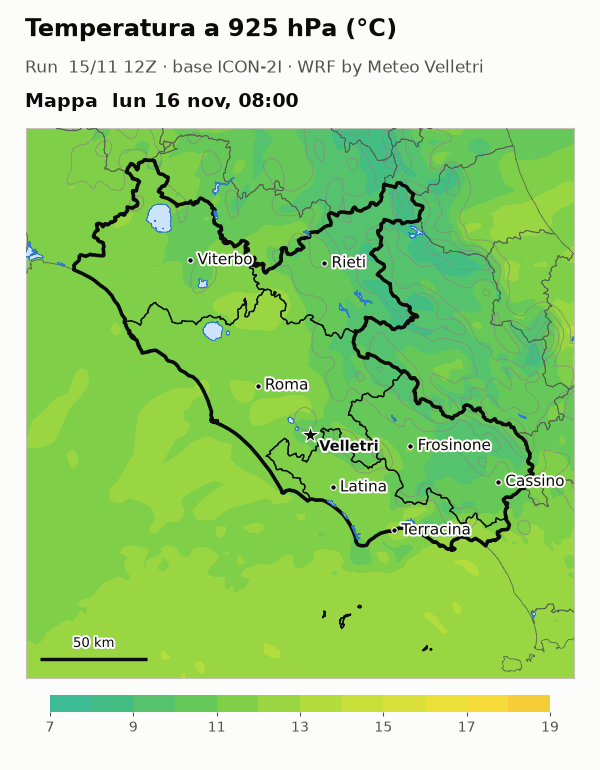 Temperatura a 925 hPa (°C)
Run  15/11 12Z · base ICON-2I · WRF by Meteo Velletri
Mappa  lun 16 nov, 08:00
Viterbo
Rieti
Roma
Velletri
Frosinone
Cassino
Latina
Terracina
50 km
7 9 11 13 15 17 19